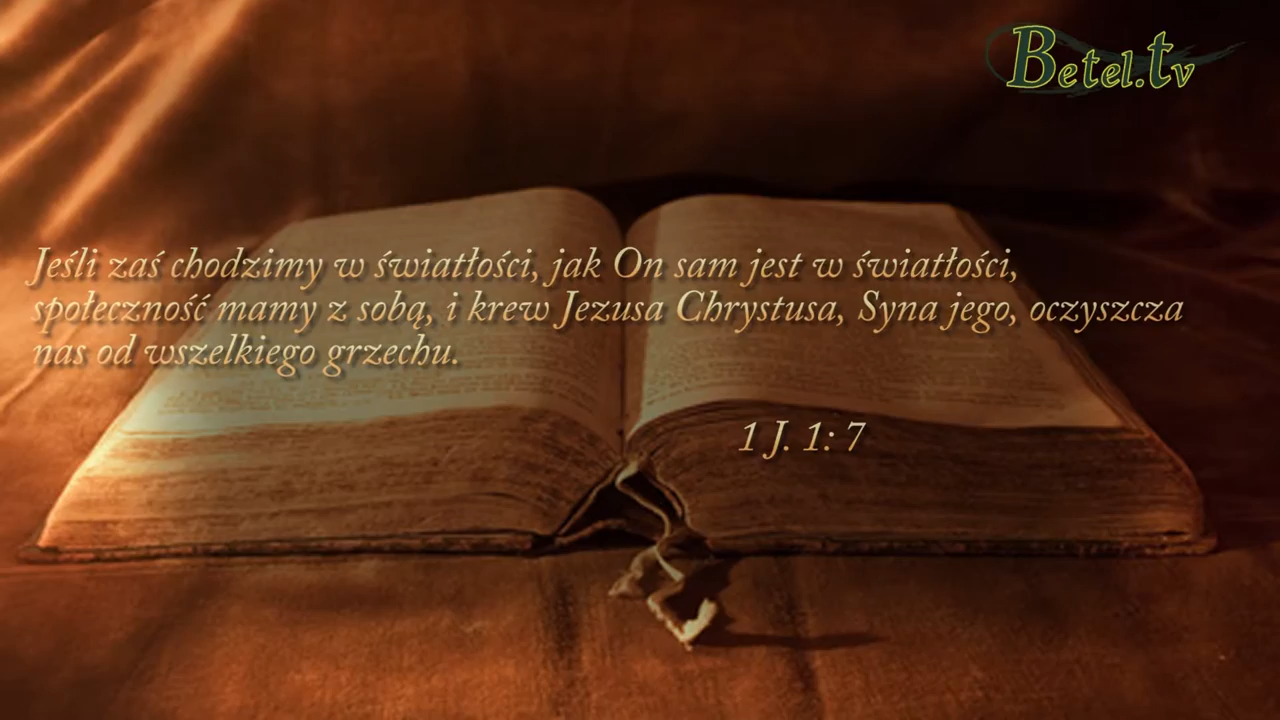 Betel.tv
Jeśli zaś chodzimy w światłości, jak On sam jest w światłości,
społeczność mamy z sobą, i krew Jezusa Chrystusa, Syna jego, oczyszcza
nas od wszelkiego grzechu.
1 J. 1: 7